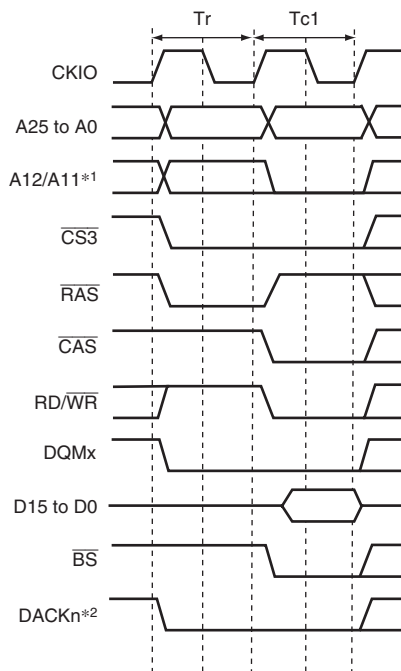 Tr Tc1
CKIO
A25 to A0
A12/A11*1
CS3
RAS
CAS
RD/WR
DQMx
D15 to D0
BS
DACKn*2